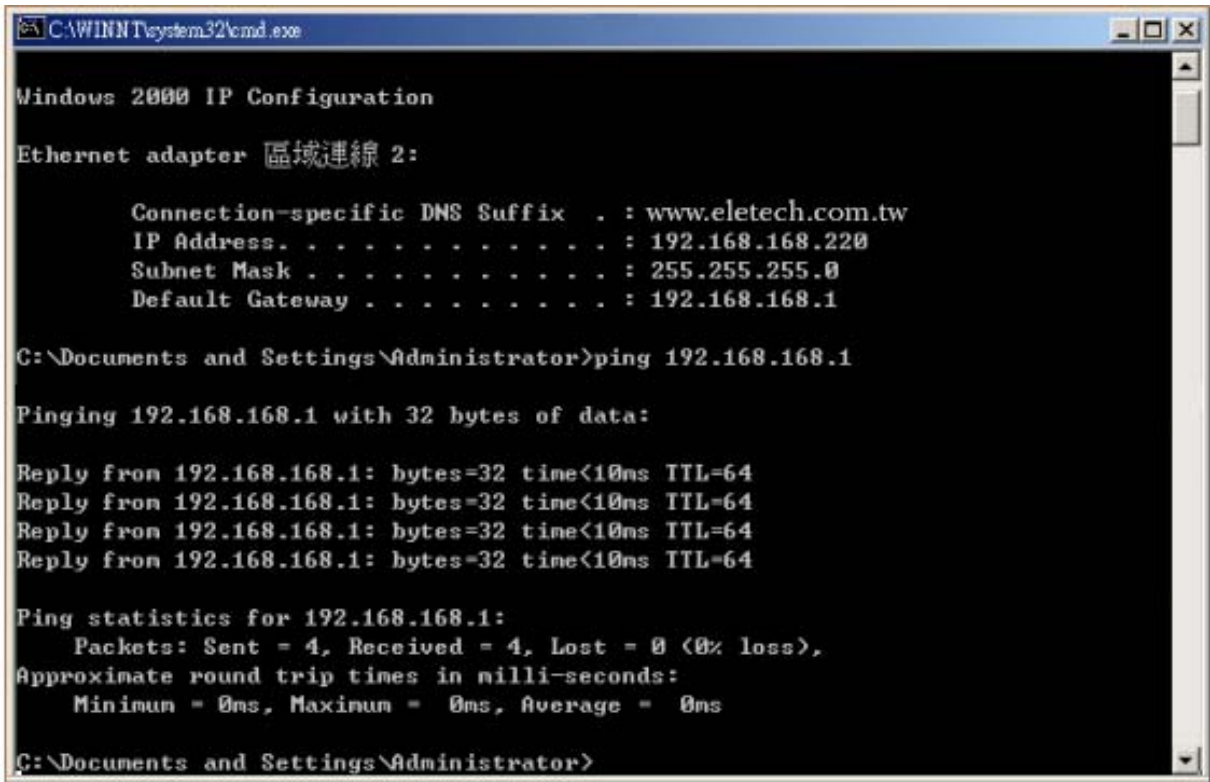 C:\WINNT\system32\cmd.exe
Windows 2000 IP Configuration
Ethernet adapter 區域連線 2:
Connection-specific DNS Suffix . : www.eletech.com.tw
IP Address. . . . . . . . . . . . : 192.168.168.220
Subnet Mask . . . . . . . . . . . : 255.255.255.0
Default Gateway . . . . . . . . . : 192.168.168.1
C:\Documents and Settings\Administrator>ping 192.168.168.1
Pinging 192.168.168.1 with 32 bytes of data:
Reply from 192.168.168.1: bytes=32 time<10ms TTL=64
Reply from 192.168.168.1: bytes=32 time<10ms TTL=64
Reply from 192.168.168.1: bytes=32 time<10ms TTL=64
Reply from 192.168.168.1: bytes=32 time<10ms TTL=64
Ping statistics for 192.168.168.1:
Packets: Sent = 4, Received = 4, Lost = 0 (0% loss),
Approximate round trip times in milli-seconds:
Minimum = 0ms, Maximum =  0ms, Average =  0ms
C:\Documents and Settings\Administrator>